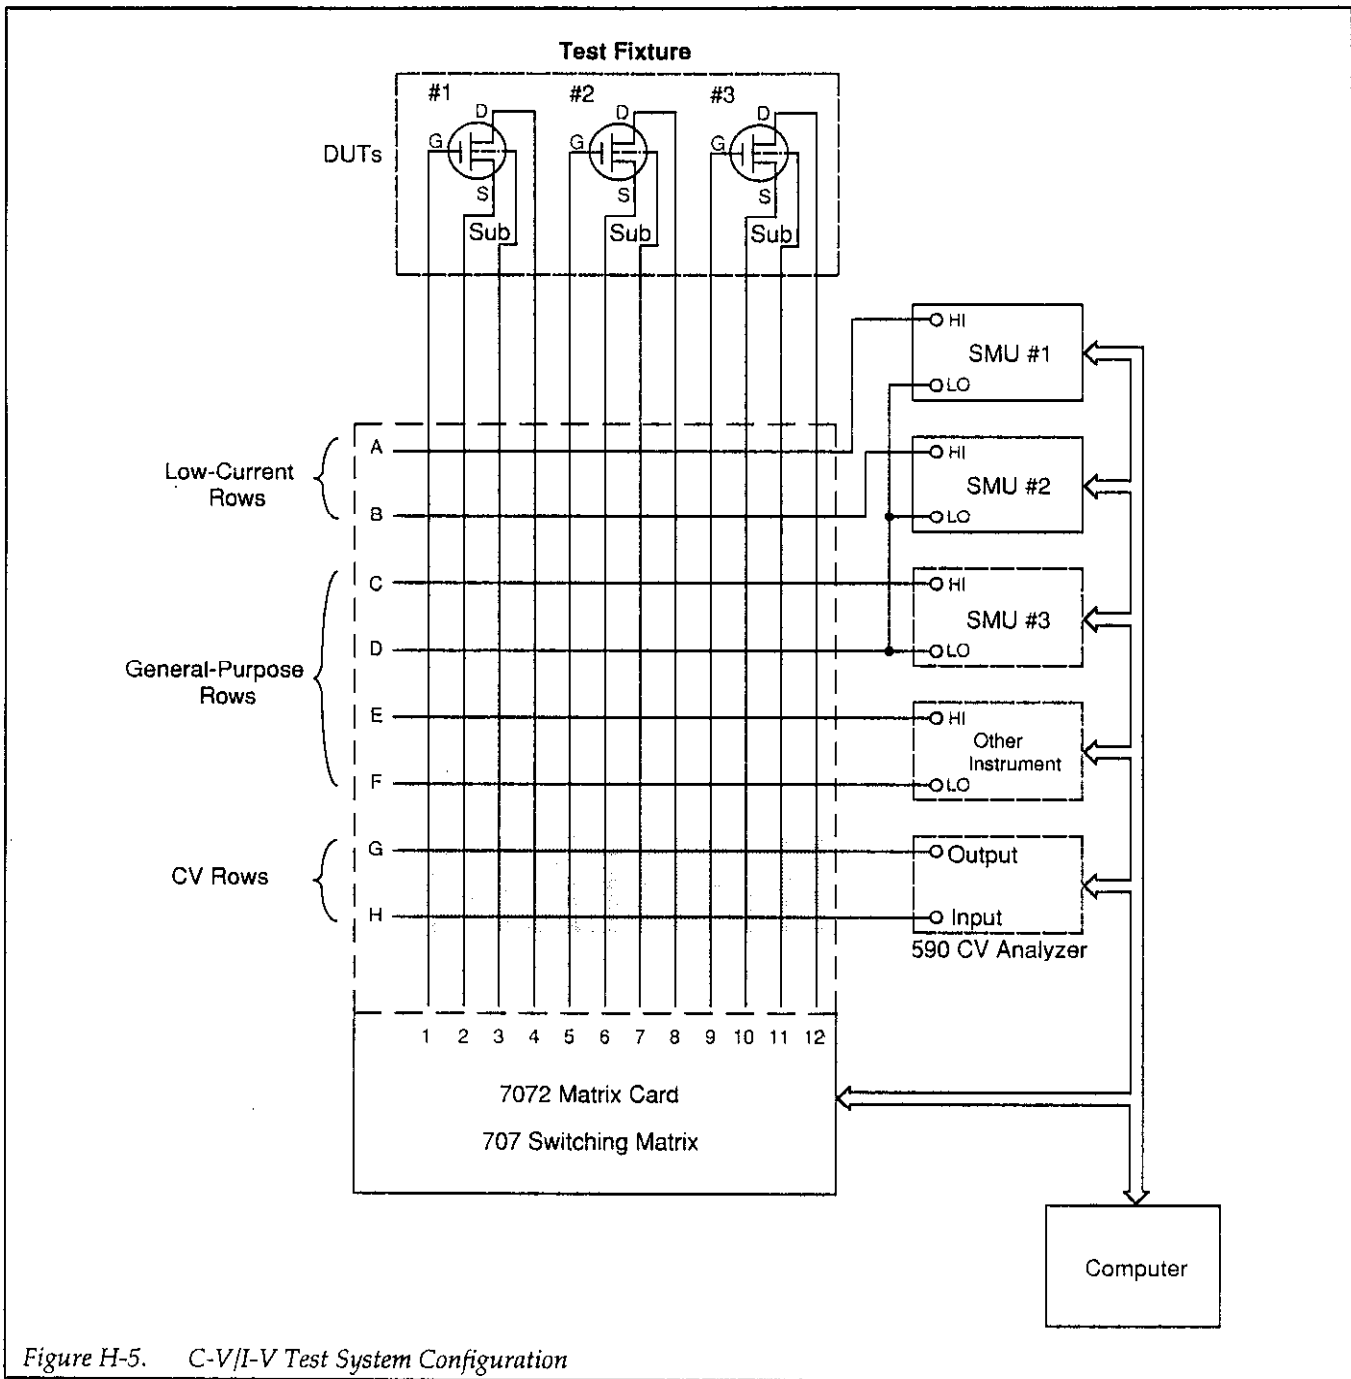 Test Fixture
#1 #2 #3
D D D
G G G
DUTs
S S S
Sub Sub Sub
HI
SMU #1
LO
A
Low-Current
Rows
B
HI
SMU #2
LO
C
General-Purpose
Rows
D
E
F
HI
SMU #3
LO
HI
Other
Instrument
LO
G
CV Rows
H
Output
Input
590 CV Analyzer
1 2 3 4 5 6 7 8 9 10 11 12
7072 Matrix Card
707 Switching Matrix
Computer
Figure H-5. C-V/I-V Test System Configuration